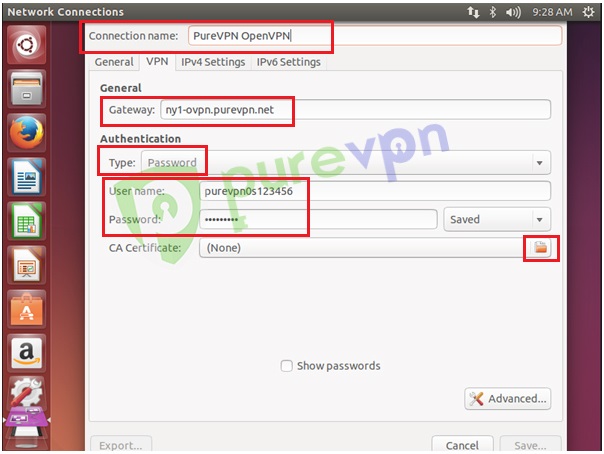 Network Connections 9:28 AM
Connection name: PureVPN OpenVPN
General VPN IPv4 Settings IPv6 Settings
General
Gateway: ny1-ovpn.purevpn.net
Authentication
Type: Password
purevpn
User name: purevpn0s123456
Password: •••••••••  Saved
CA Certificate: (None)
Show passwords
Advanced...
Export... Cancel Save...